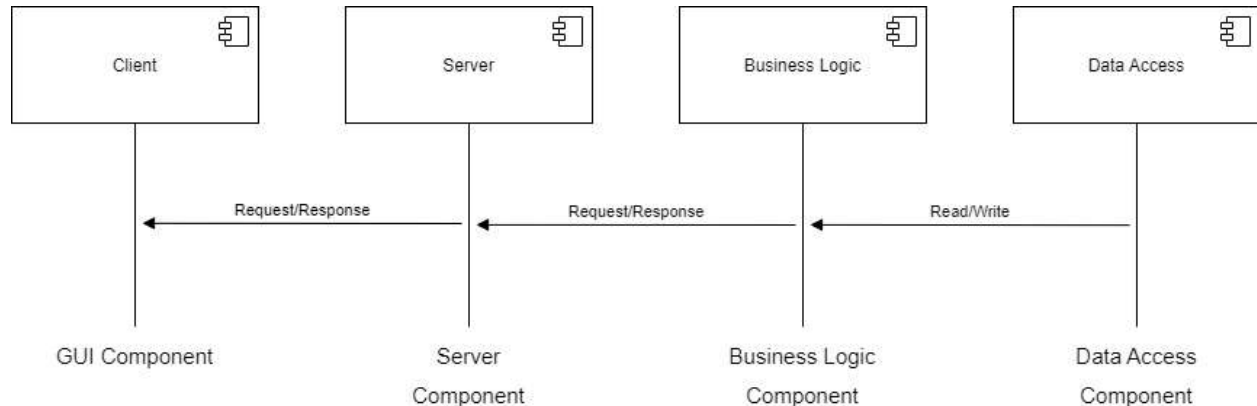 Client
Server
Business Logic
Data Access
Request/Response
Request/Response
Read/Write
GUI Component
Server
Component
Business Logic
Component
Data Access
Component